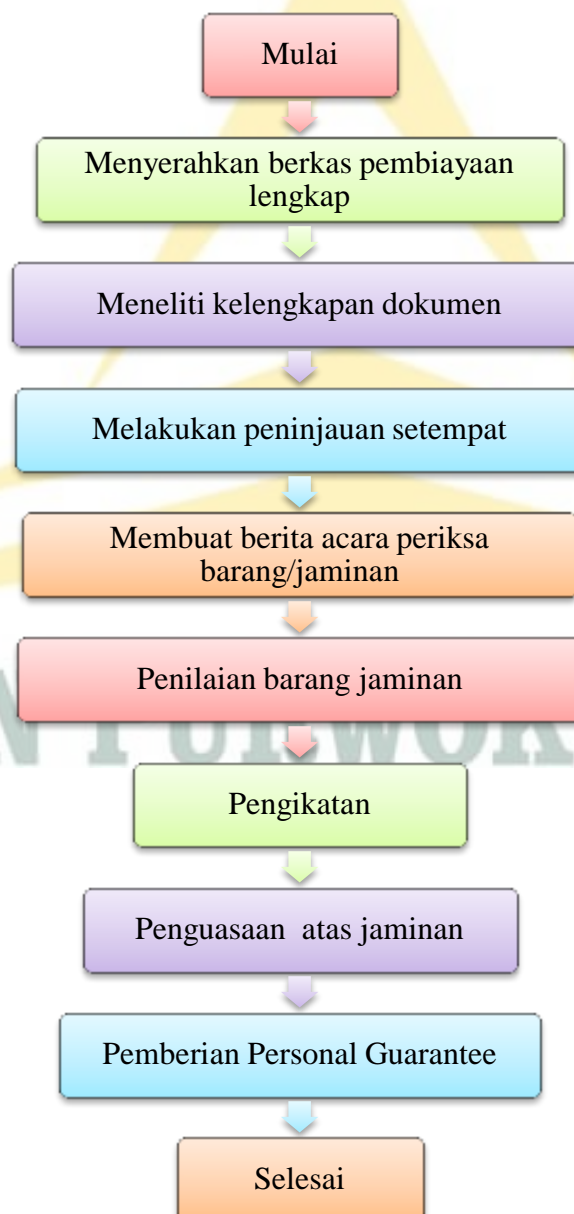 Mulai
Menyerahkan berkas pembiayaan
lengkap
Meneliti kelengkapan dokumen
Melakukan peninjauan setempat
Membuat berita acara periksa
barang/jaminan
Penilaian barang jaminan
Pengikatan
Penguasaan atas jaminan
Pemberian Personal Guarantee
Selesai